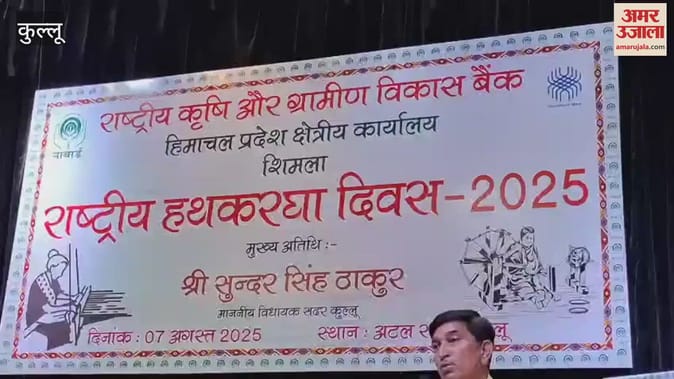 कुल्लू
अमर उजाला
amarujala.com
राष्ट्रीय कृषि और ग्रामीण विकास बैंक
हिमाचल प्रदेश क्षेत्रीय कार्यालय
शिमला
नाबार्ड
राष्ट्रीय हथकरघा दिवस-2025
मुख्य अतिथि :-
श्री सुन्दर सिंह ठाकुर
माननीय विधायक सदर कुल्लू
दिनांक : 07 अगस्त 2025 स्थान : अटल